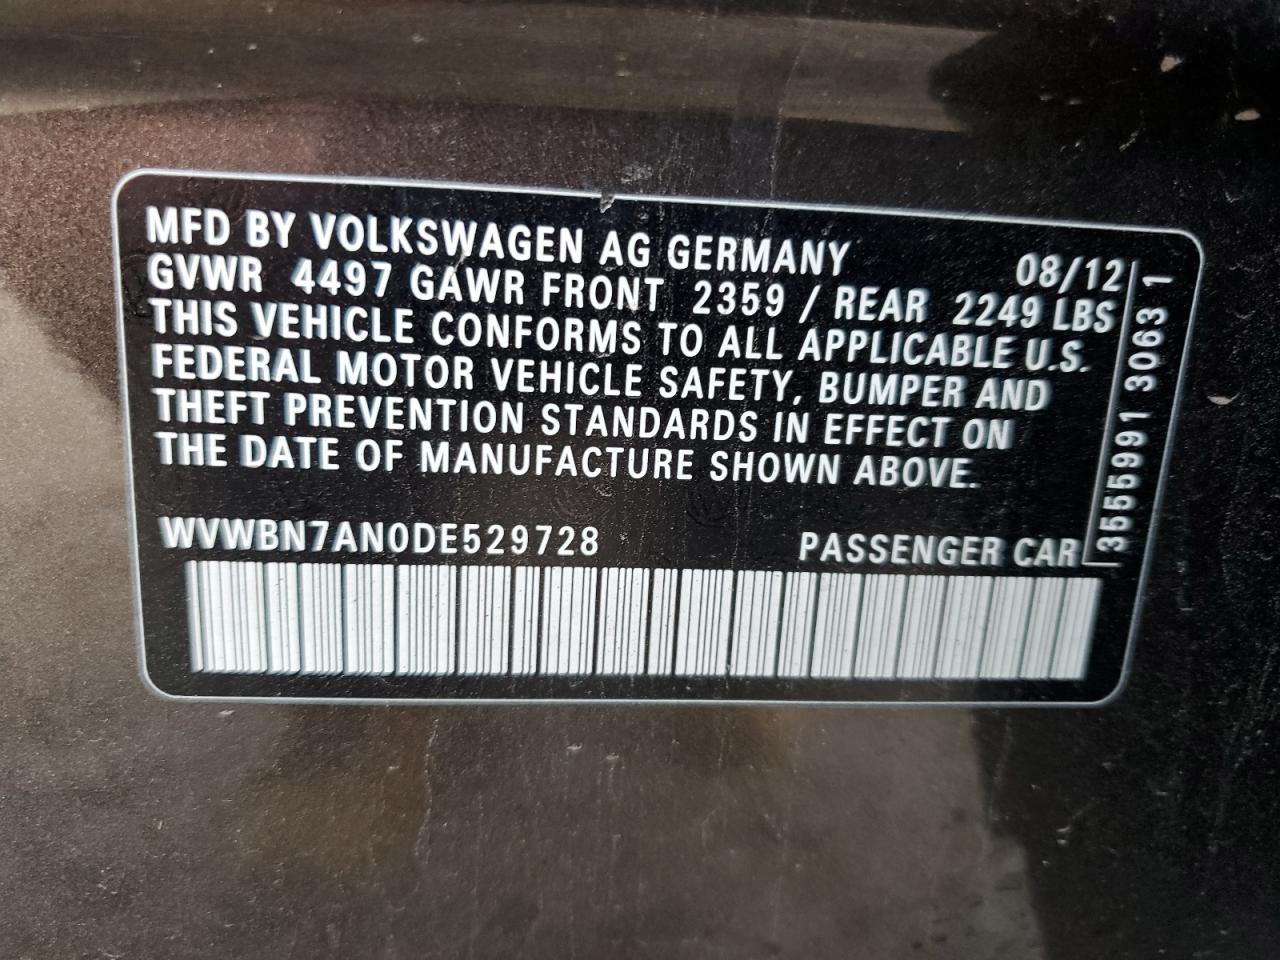 MFD BY VOLKSWAGEN AG GERMANY 08/12
GVWR 4497 GAWR FRONT 2359 / REAR 2249 LBS
THIS VEHICLE CONFORMS TO ALL APPLICABLE U.S.
FEDERAL MOTOR VEHICLE SAFETY, BUMPER AND
THEFT PREVENTION STANDARDS IN EFFECT ON
THE DATE OF MANUFACTURE SHOWN ABOVE.
WVWBN7AN0DE529728 PASSENGER CAR
3555991 3063 1